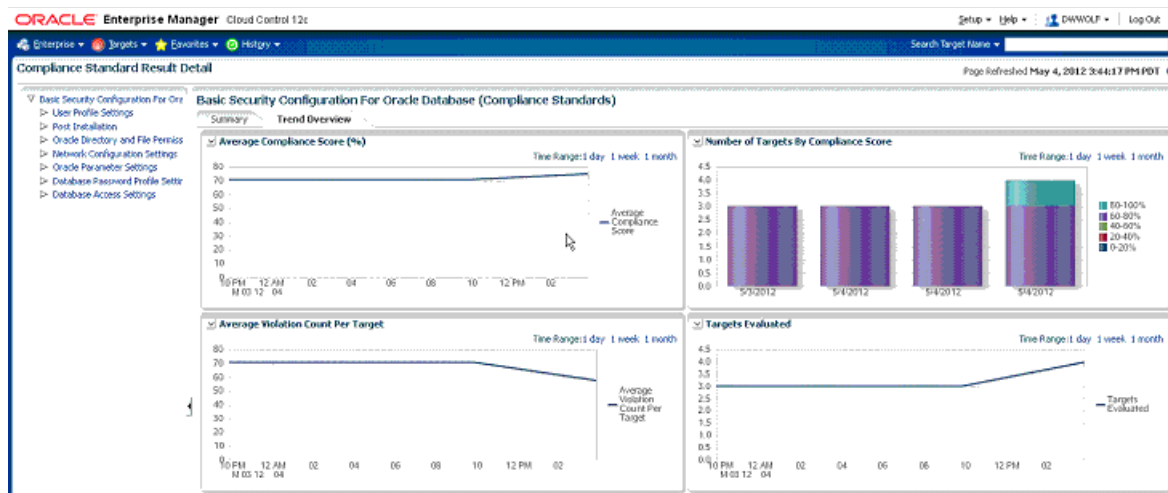 ORACLE Enterprise Manager Cloud Control 12c
Setup Help DWWOLF Log Out
Enterprise Targets Favorites History
Search Target Name
Compliance Standard Result Detail
Page Refreshed May 4, 2012 3:44:17 PM PDT
Basic Security Configuration For Ora
User Profile Settings
Post Installation
Oracle Directory and File Permiss
Network Configuration Settings
Oracle Parameter Settings
Database Password Profile Settin
Database Access Settings
Basic Security Configuration For Oracle Database (Compliance Standards)
Summary Trend Overview
Average Compliance Score (%)
Time Range: 1 day 1 week 1 month
80
70
60
50
40
30
20
10
0
10 PM 12 AM 02 04 06 08 10 12 PM 02
M 03 12 04
Average
Compliance
Score
Number of Targets By Compliance Score
Time Range: 1 day 1 week 1 month
4.5
4.0
3.5
3.0
2.5
2.0
1.5
1.0
0.5
0.0
5/3/2012 5/4/2012 5/4/2012 5/4/2012
80-100%
60-80%
40-60%
20-40%
0-20%
Average Violation Count Per Target
Time Range: 1 day 1 week 1 month
80
70
60
50
40
30
20
10
0
10 PM 12 AM 02 04 06 08 10 12 PM 02
M 03 12 04
Average
Violation
Count Per
Target
Targets Evaluated
Time Range: 1 day 1 week 1 month
4.5
4.0
3.5
3.0
2.5
2.0
1.5
1.0
0.5
0.0
10 PM 12 AM 02 04 06 08 10 12 PM 02
M 03 12 04
Targets
Evaluated